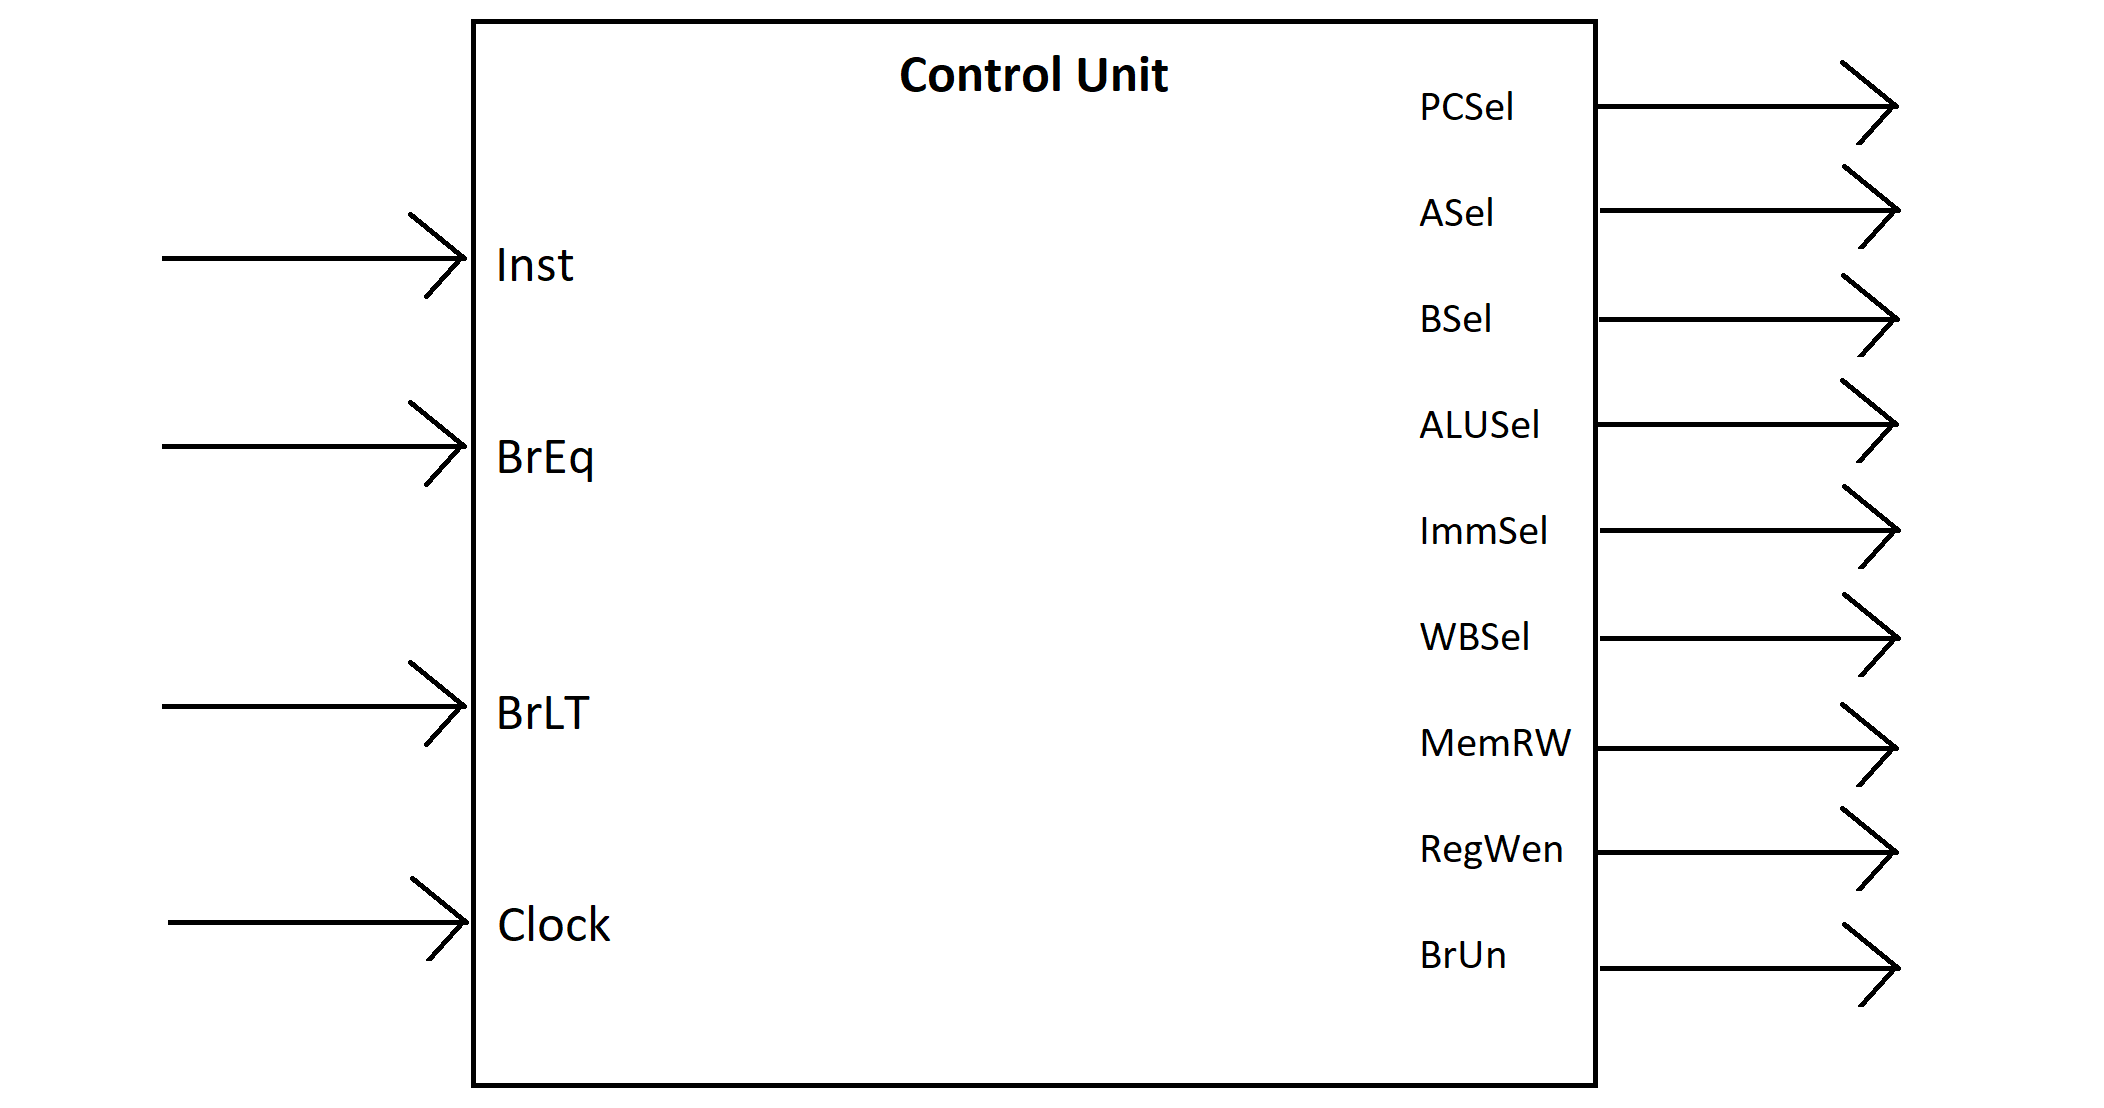 Control Unit
Inst
BrEq
BrLT
Clock
PCSel
ASel
BSel
ALUSel
ImmSel
WBSel
MemRW
RegWen
BrUn